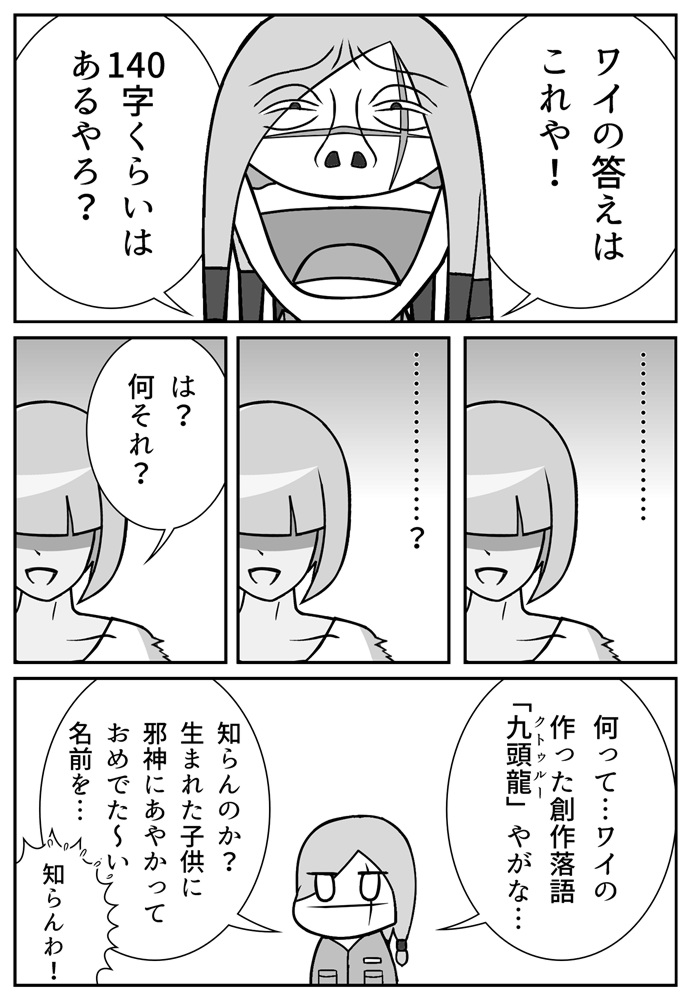 ワイの答えは
これや！
140字くらいは
あるやろ？
………………
……………？
は？
何それ？
何って…ワイの
作った創作落語
クトゥルー
「九頭龍」やがな…
知らんのか？
生まれた子供に
邪神にあやかって
おめでた〜い
名前を…
知らんわ！